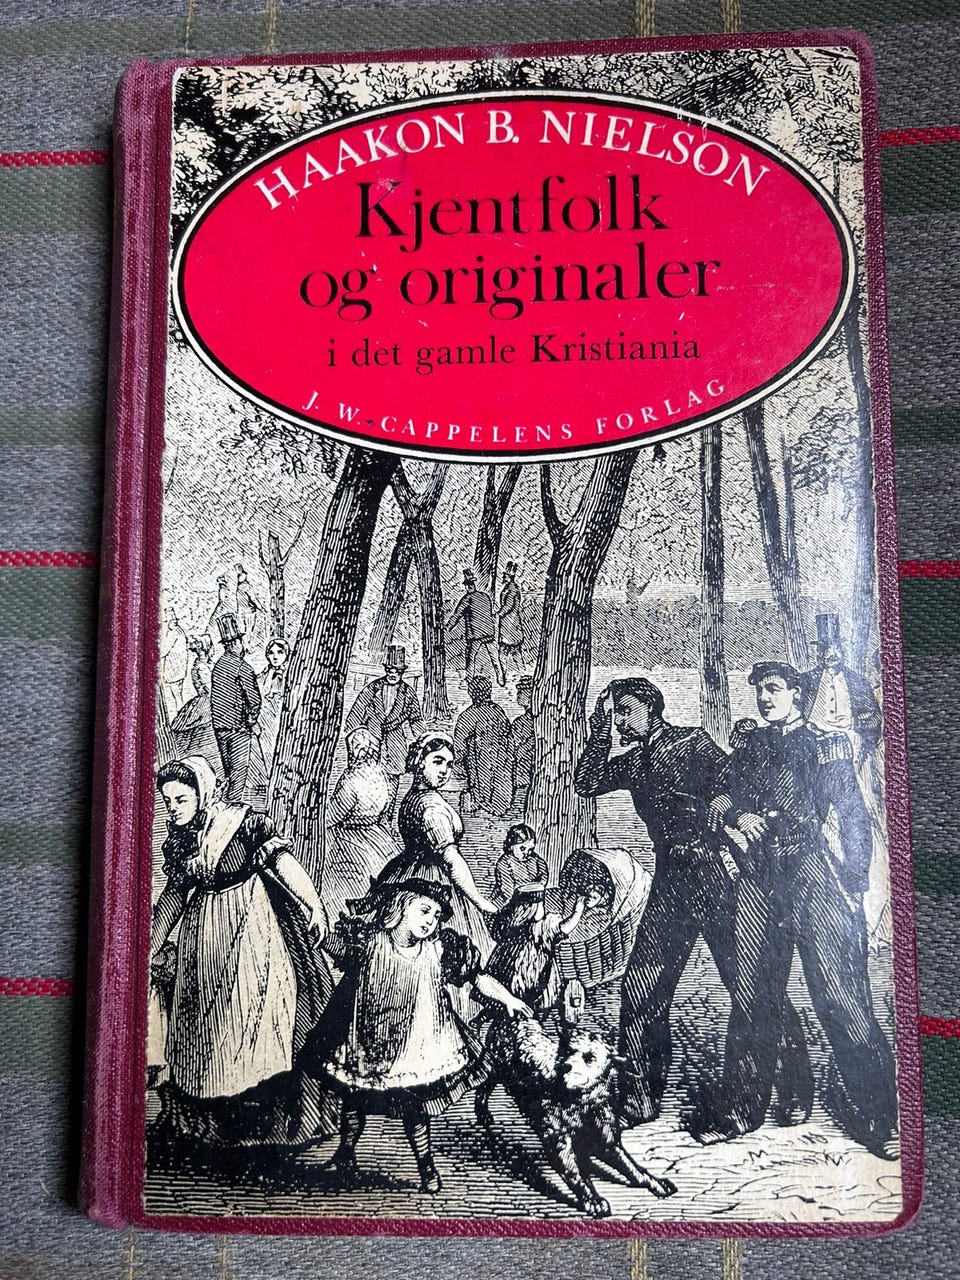 HAAKON B. NIELSON
Kjentfolk
og originaler
i det gamle Kristiania
J. W. CAPPELENS FORLAG